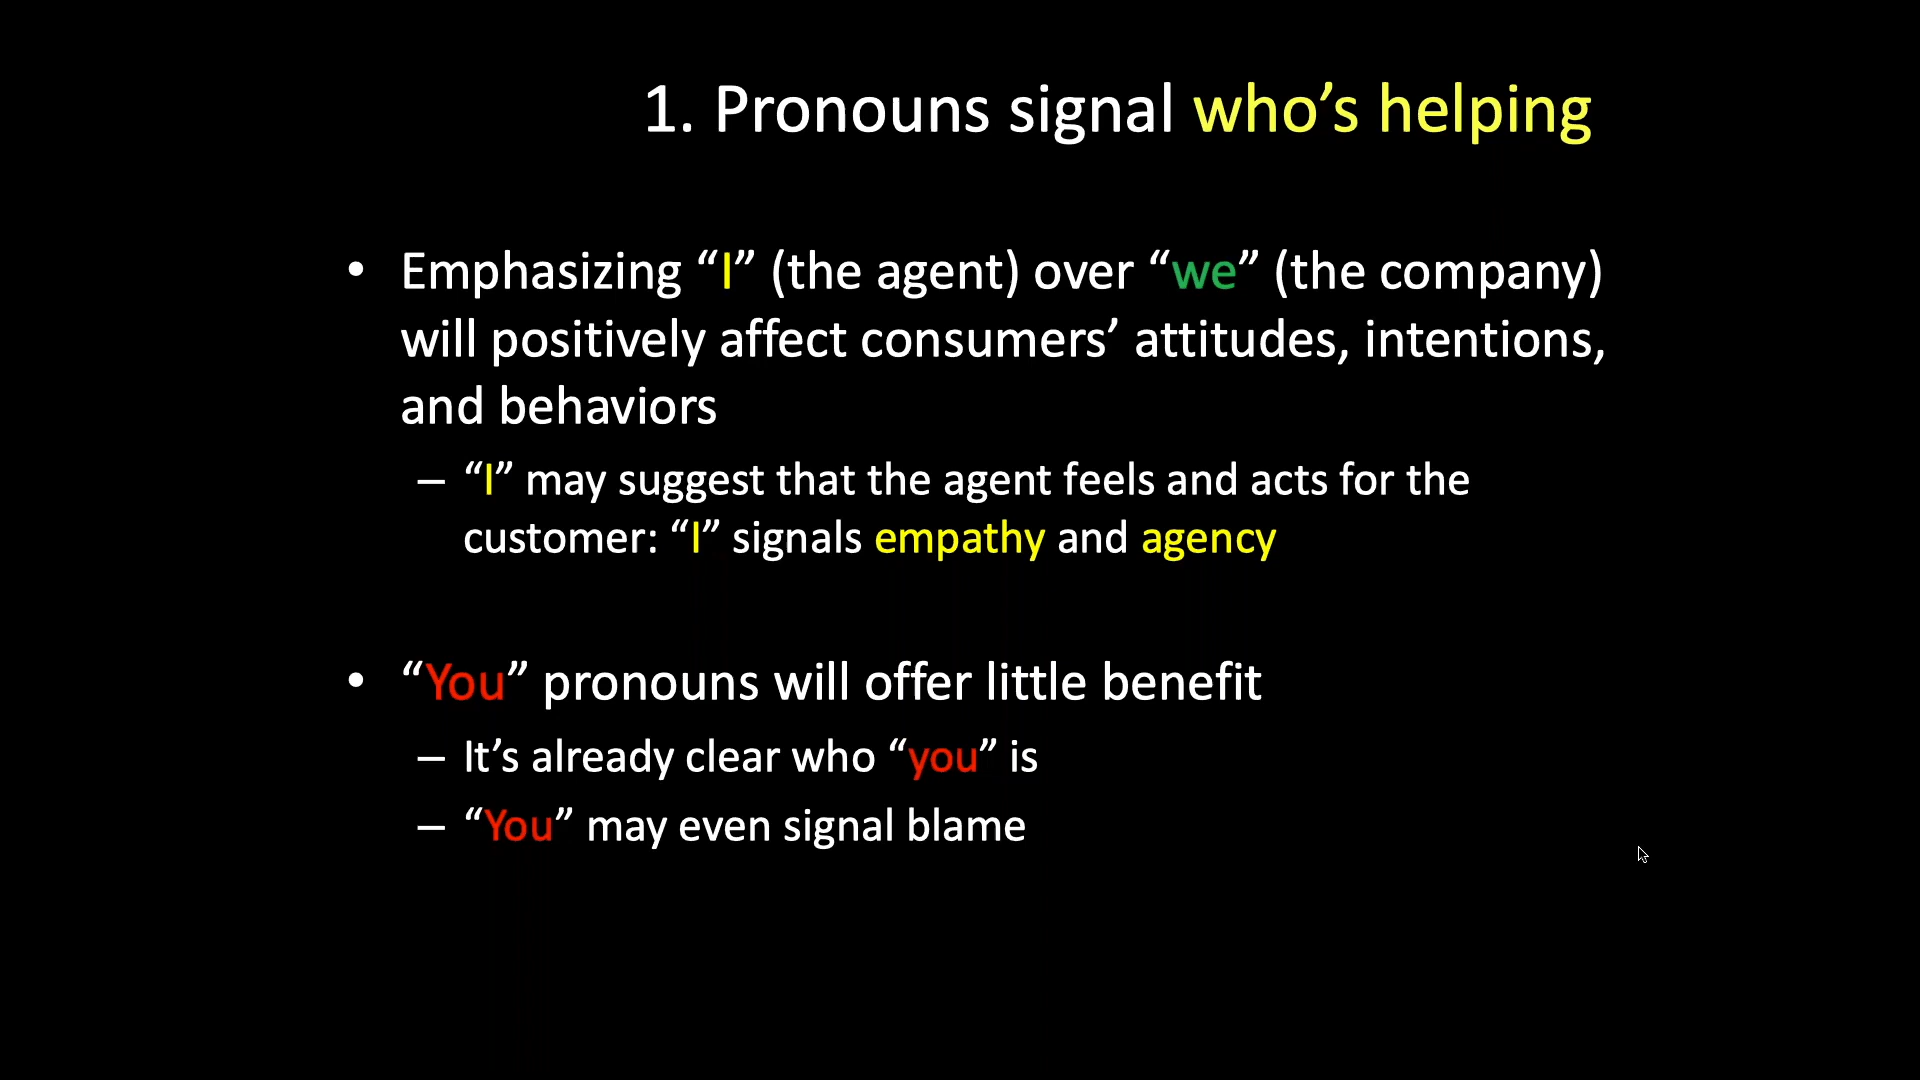 1. Pronouns signal who’s helping
• Emphasizing “I” (the agent) over “we” (the company)
will positively affect consumers’ attitudes, intentions,
and behaviors
– “I” may suggest that the agent feels and acts for the
customer: “I” signals empathy and agency
• “You” pronouns will offer little benefit
– It’s already clear who “you” is
– “You” may even signal blame